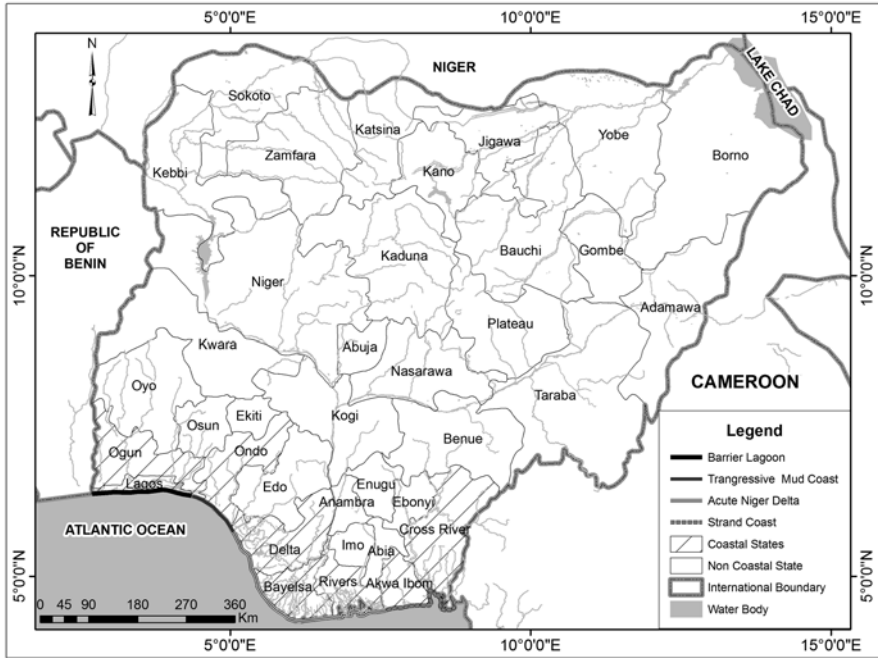 5°0'0"E
10°0'0"E
15°0'0"E
N
NIGER
LAKE CHAD
Sokoto
Katsina
Jigawa
Yobe
Zamfara
Kano
Borno
Kebbi
REPUBLIC
OF
BENIN
Bauchi
Gombe
Kaduna
10°0'0"N
10°0'0"N
Niger
Adamawa
Plateau
Kwara
Abuja
Nasarawa
CAMEROON
Oyo
Taraba
Kogi
Ekiti
Osun
Benue
Ogun
Ondo
Lagos
Edo
Enugu
Anambra
Ebonyi
Cross River
ATLANTIC OCEAN
Delta
Imo
Abia
Bayelsa
Rivers
Akwa Ibom
5°0'0"N
5°0'0"N
Legend
Barrier Lagoon
Trangressive Mud Coast
Acute Niger Delta
Strand Coast
Coastal States
Non Coastal State
International Boundary
Water Body
0 45 90 180 270 360
Km
5°0'0"E
10°0'0"E
15°0'0"E